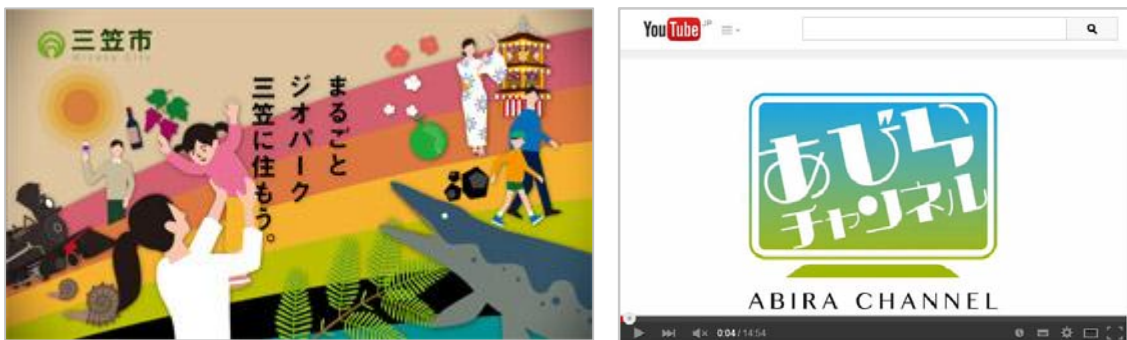 三笠市
Mikasa City
まるごと
ジオパーク
三笠に住もう。
YouTube JP
あびらチャンネル
ABIRA CHANNEL
0:04 / 14:54